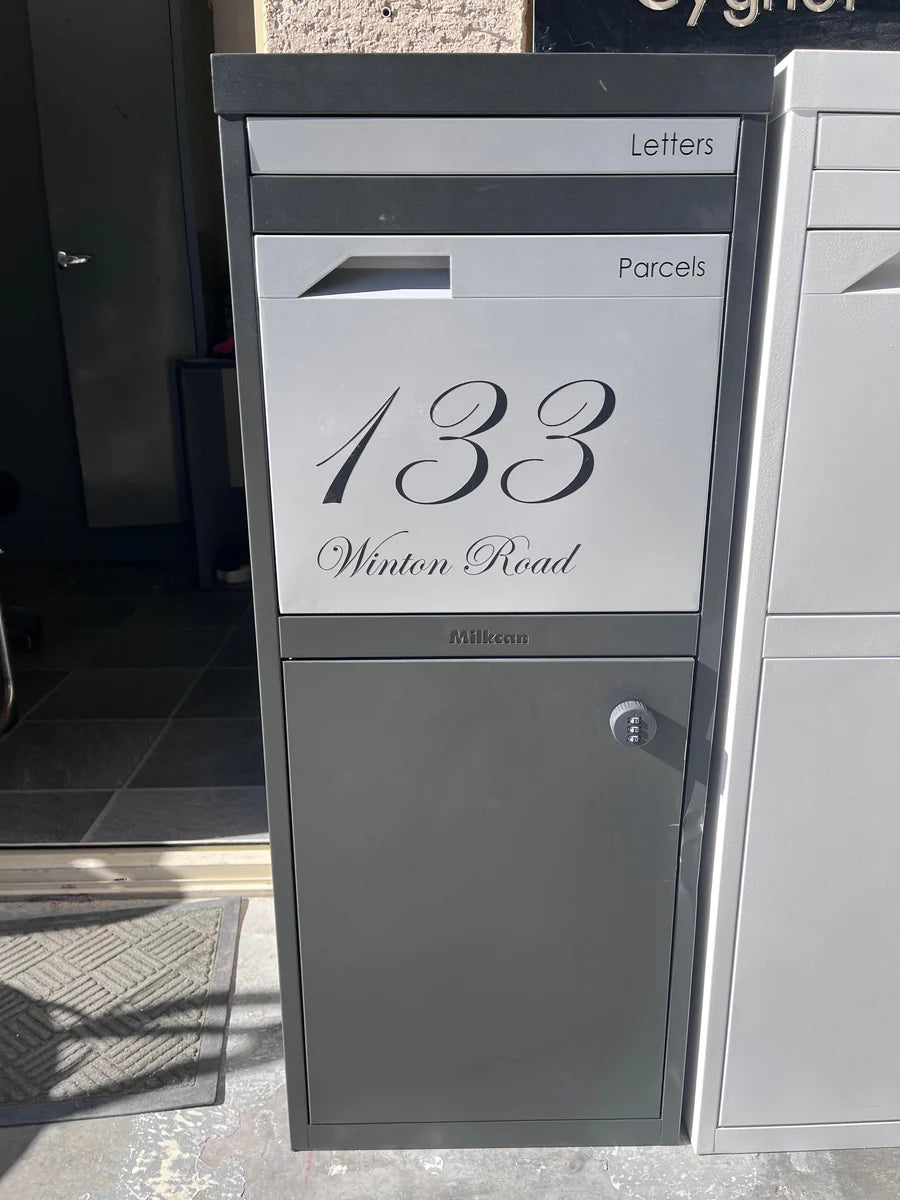 Letters
Parcels
133
Winton Road
Milkcan